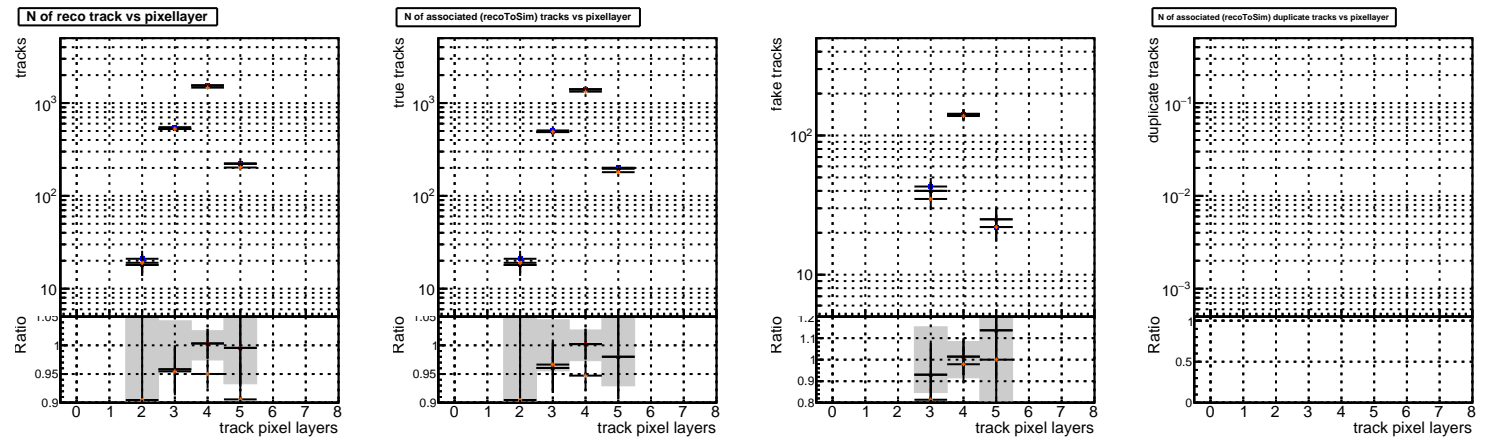 N of reco track vs pixellayer
tracks
10³
10²
10
Ratio
1.05
1
0.95
0.9
0 1 2 3 4 5 6 7 8
track pixel layers
N of associated (recoToSim) tracks vs pixellayer
true tracks
10³
10²
10
Ratio
1.05
1
0.95
0.9
0 1 2 3 4 5 6 7 8
track pixel layers
fake tracks
10²
10
Ratio
1.2
1.1
1
0.9
0.8
0 1 2 3 4 5 6 7 8
track pixel layers
N of associated (recoToSim) duplicate tracks vs pixellayer
duplicate tracks
10⁻¹
10⁻²
10⁻³
Ratio
1
0.5
0
0 1 2 3 4 5 6 7 8
track pixel layers